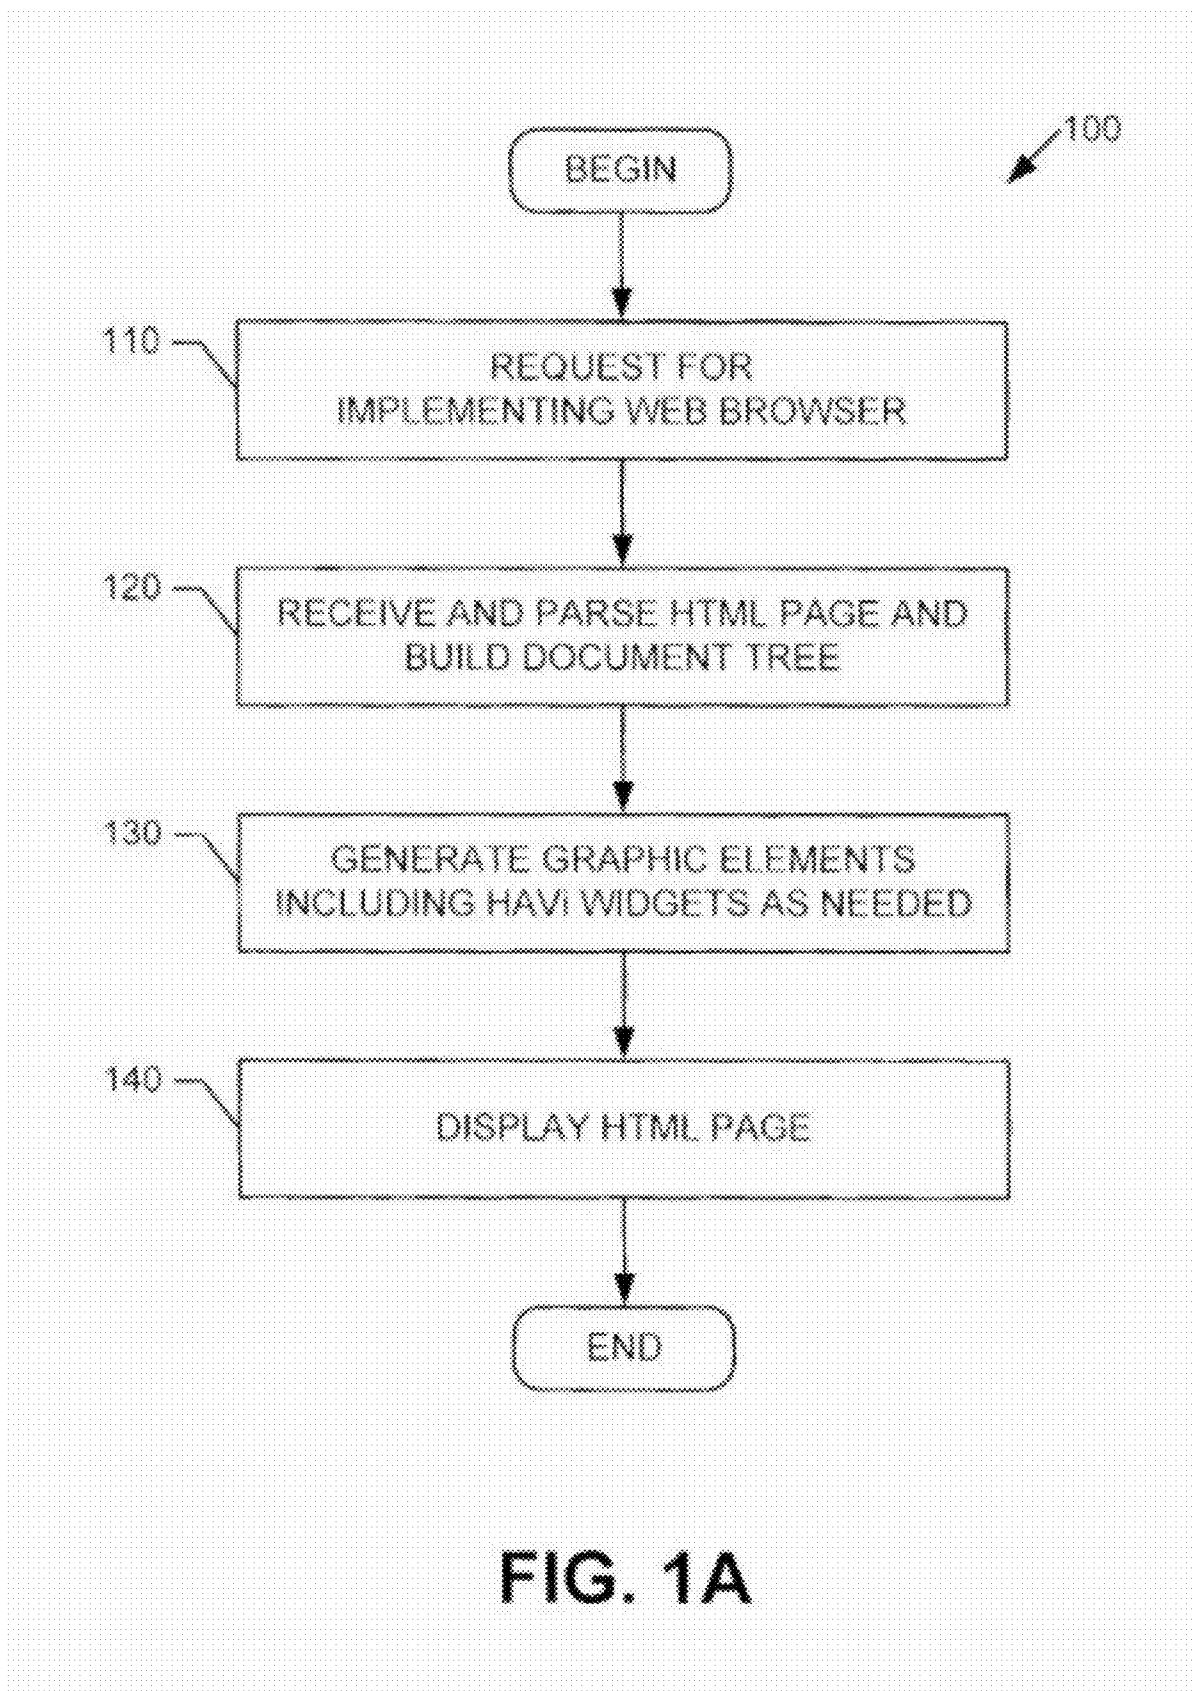 100
BEGIN
110
REQUEST FOR
IMPLEMENTING WEB BROWSER
120
RECEIVE AND PARSE HTML PAGE AND
BUILD DOCUMENT TREE
130
GENERATE GRAPHIC ELEMENTS
INCLUDING HAVi WIDGETS AS NEEDED
140
DISPLAY HTML PAGE
END
FIG. 1A